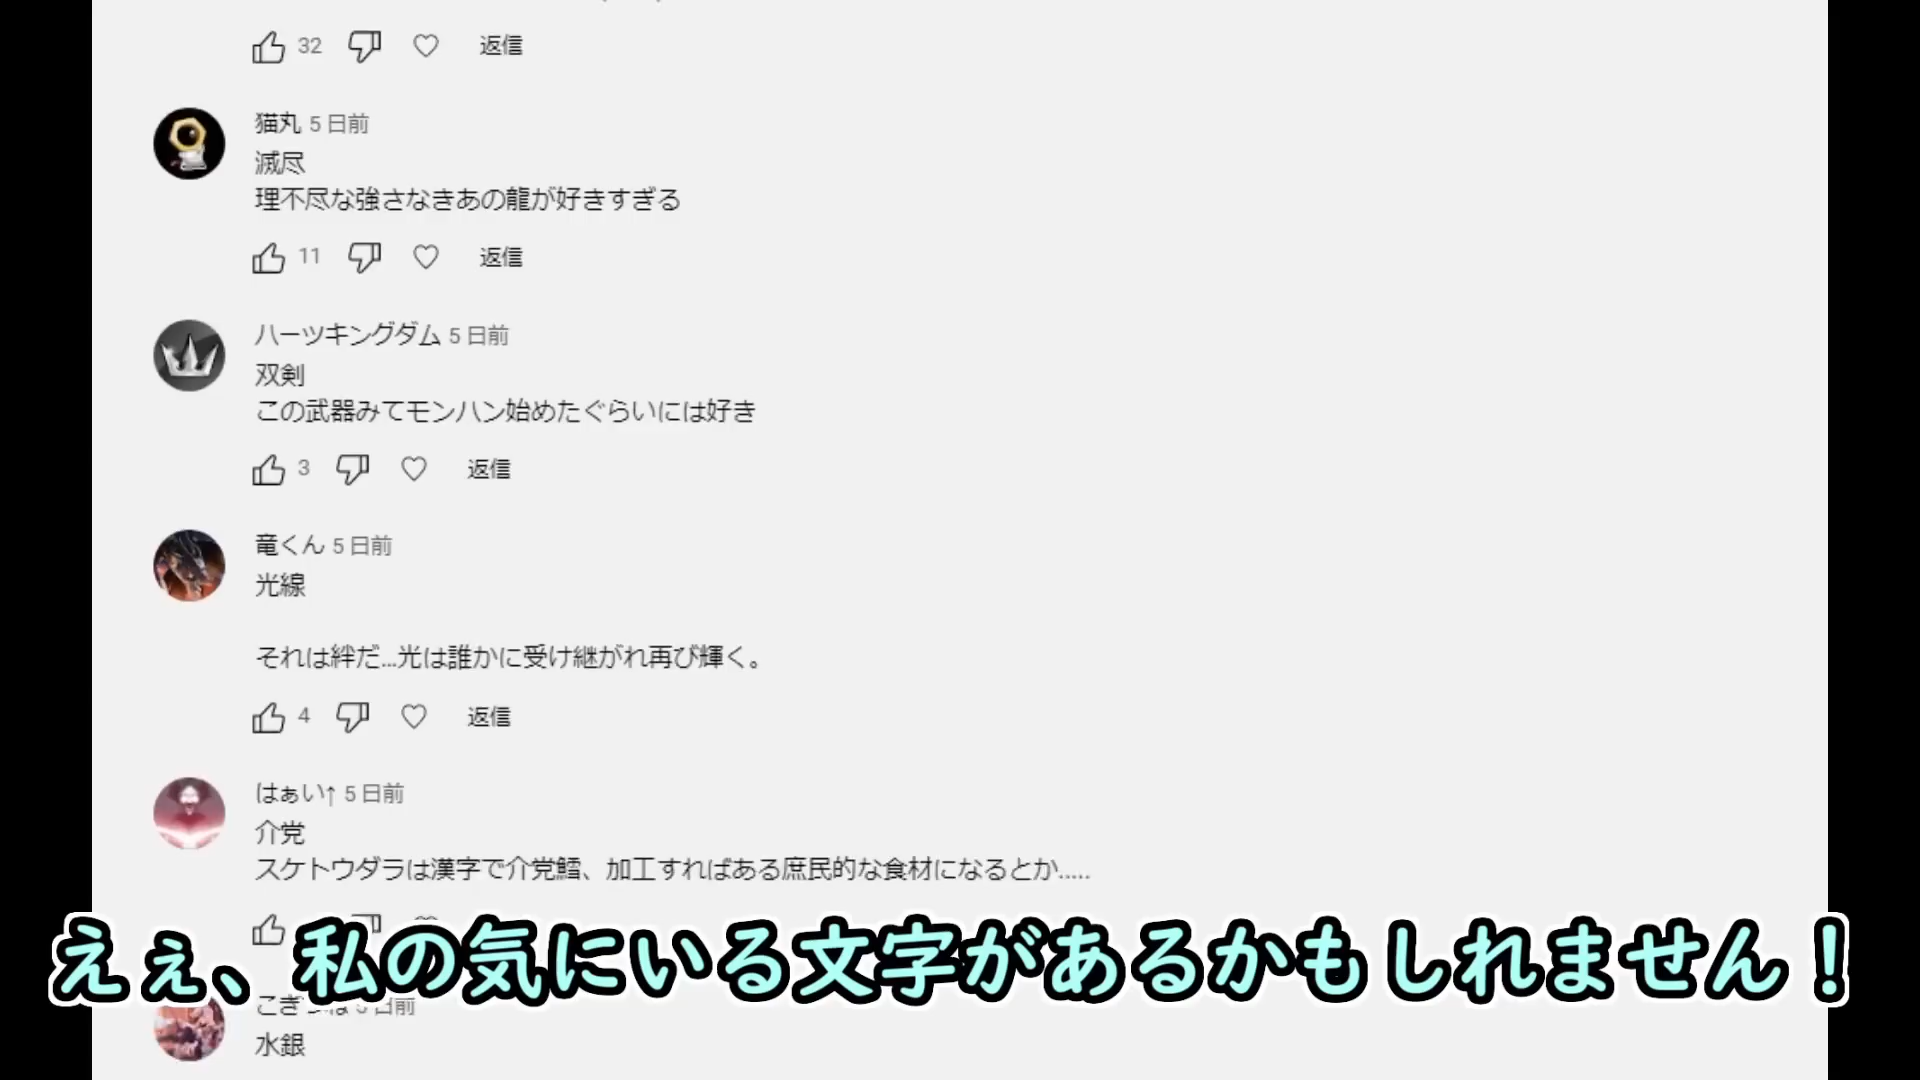 32 返信
猫丸 5 日前
滅尽
理不尽な強さなきあの龍が好きすぎる
11 返信
ハーツキングダム 5 日前
双剣
この武器みてモンハン始めたぐらいには好き
3 返信
竜くん 5 日前
光線
それは絆だ...光は誰かに受け継がれ再び輝く。
4 返信
はぁい↑ 5 日前
介党
スケトウダラは漢字で介党鱈、加工すればある庶民的な食材になるとか.....
えぇ、私の気にいる文字があるかもしれません！
5 日前
水銀